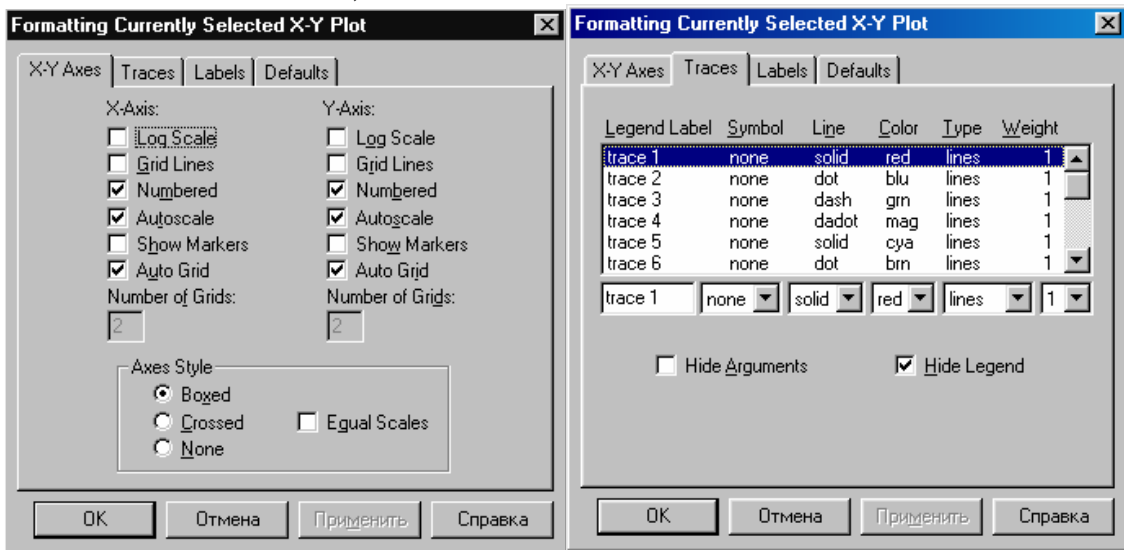 Formatting Currently Selected X-Y Plot
X-Y Axes Traces Labels Defaults
X-Axis: Y-Axis:
Log Scale Log Scale
Grid Lines Grid Lines
Numbered Numbered
Autoscale Autoscale
Show Markers Show Markers
Auto Grid Auto Grid
Number of Grids: Number of Grids:
2 2
Axes Style
Boxed
Crossed Equal Scales
None
OK Отмена Применить Справка
Formatting Currently Selected X-Y Plot
X-Y Axes Traces Labels Defaults
Legend Label Symbol Line Color Type Weight
trace 1 none solid red lines 1
trace 2 none dot blu lines 1
trace 3 none dash grn lines 1
trace 4 none dadot mag lines 1
trace 5 none solid cya lines 1
trace 6 none dot brn lines 1
trace 1 none solid red lines 1
Hide Arguments Hide Legend
OK Отмена Применить Справка